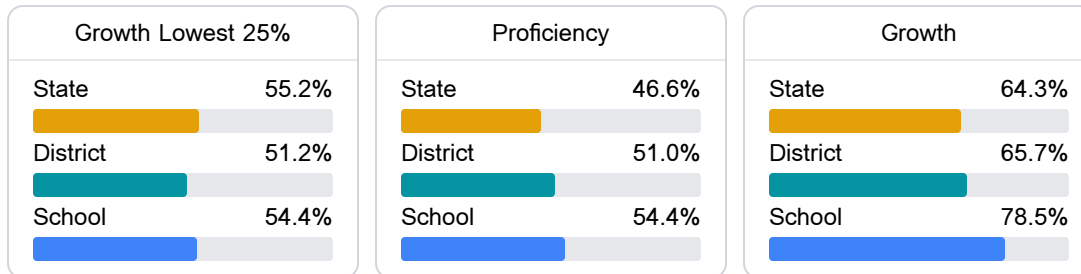 Growth Lowest 25%
State 55.2%
District 51.2%
School 54.4%
Proficiency
State 46.6%
District 51.0%
School 54.4%
Growth
State 64.3%
District 65.7%
School 78.5%